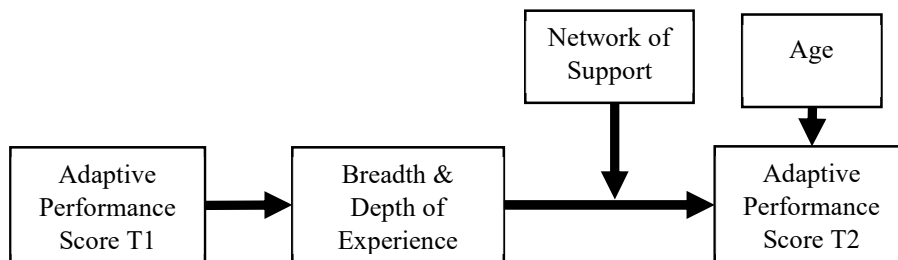 Network of
Support
Age
Adaptive
Performance
Score T1
Breadth &
Depth of
Experience
Adaptive
Performance
Score T2